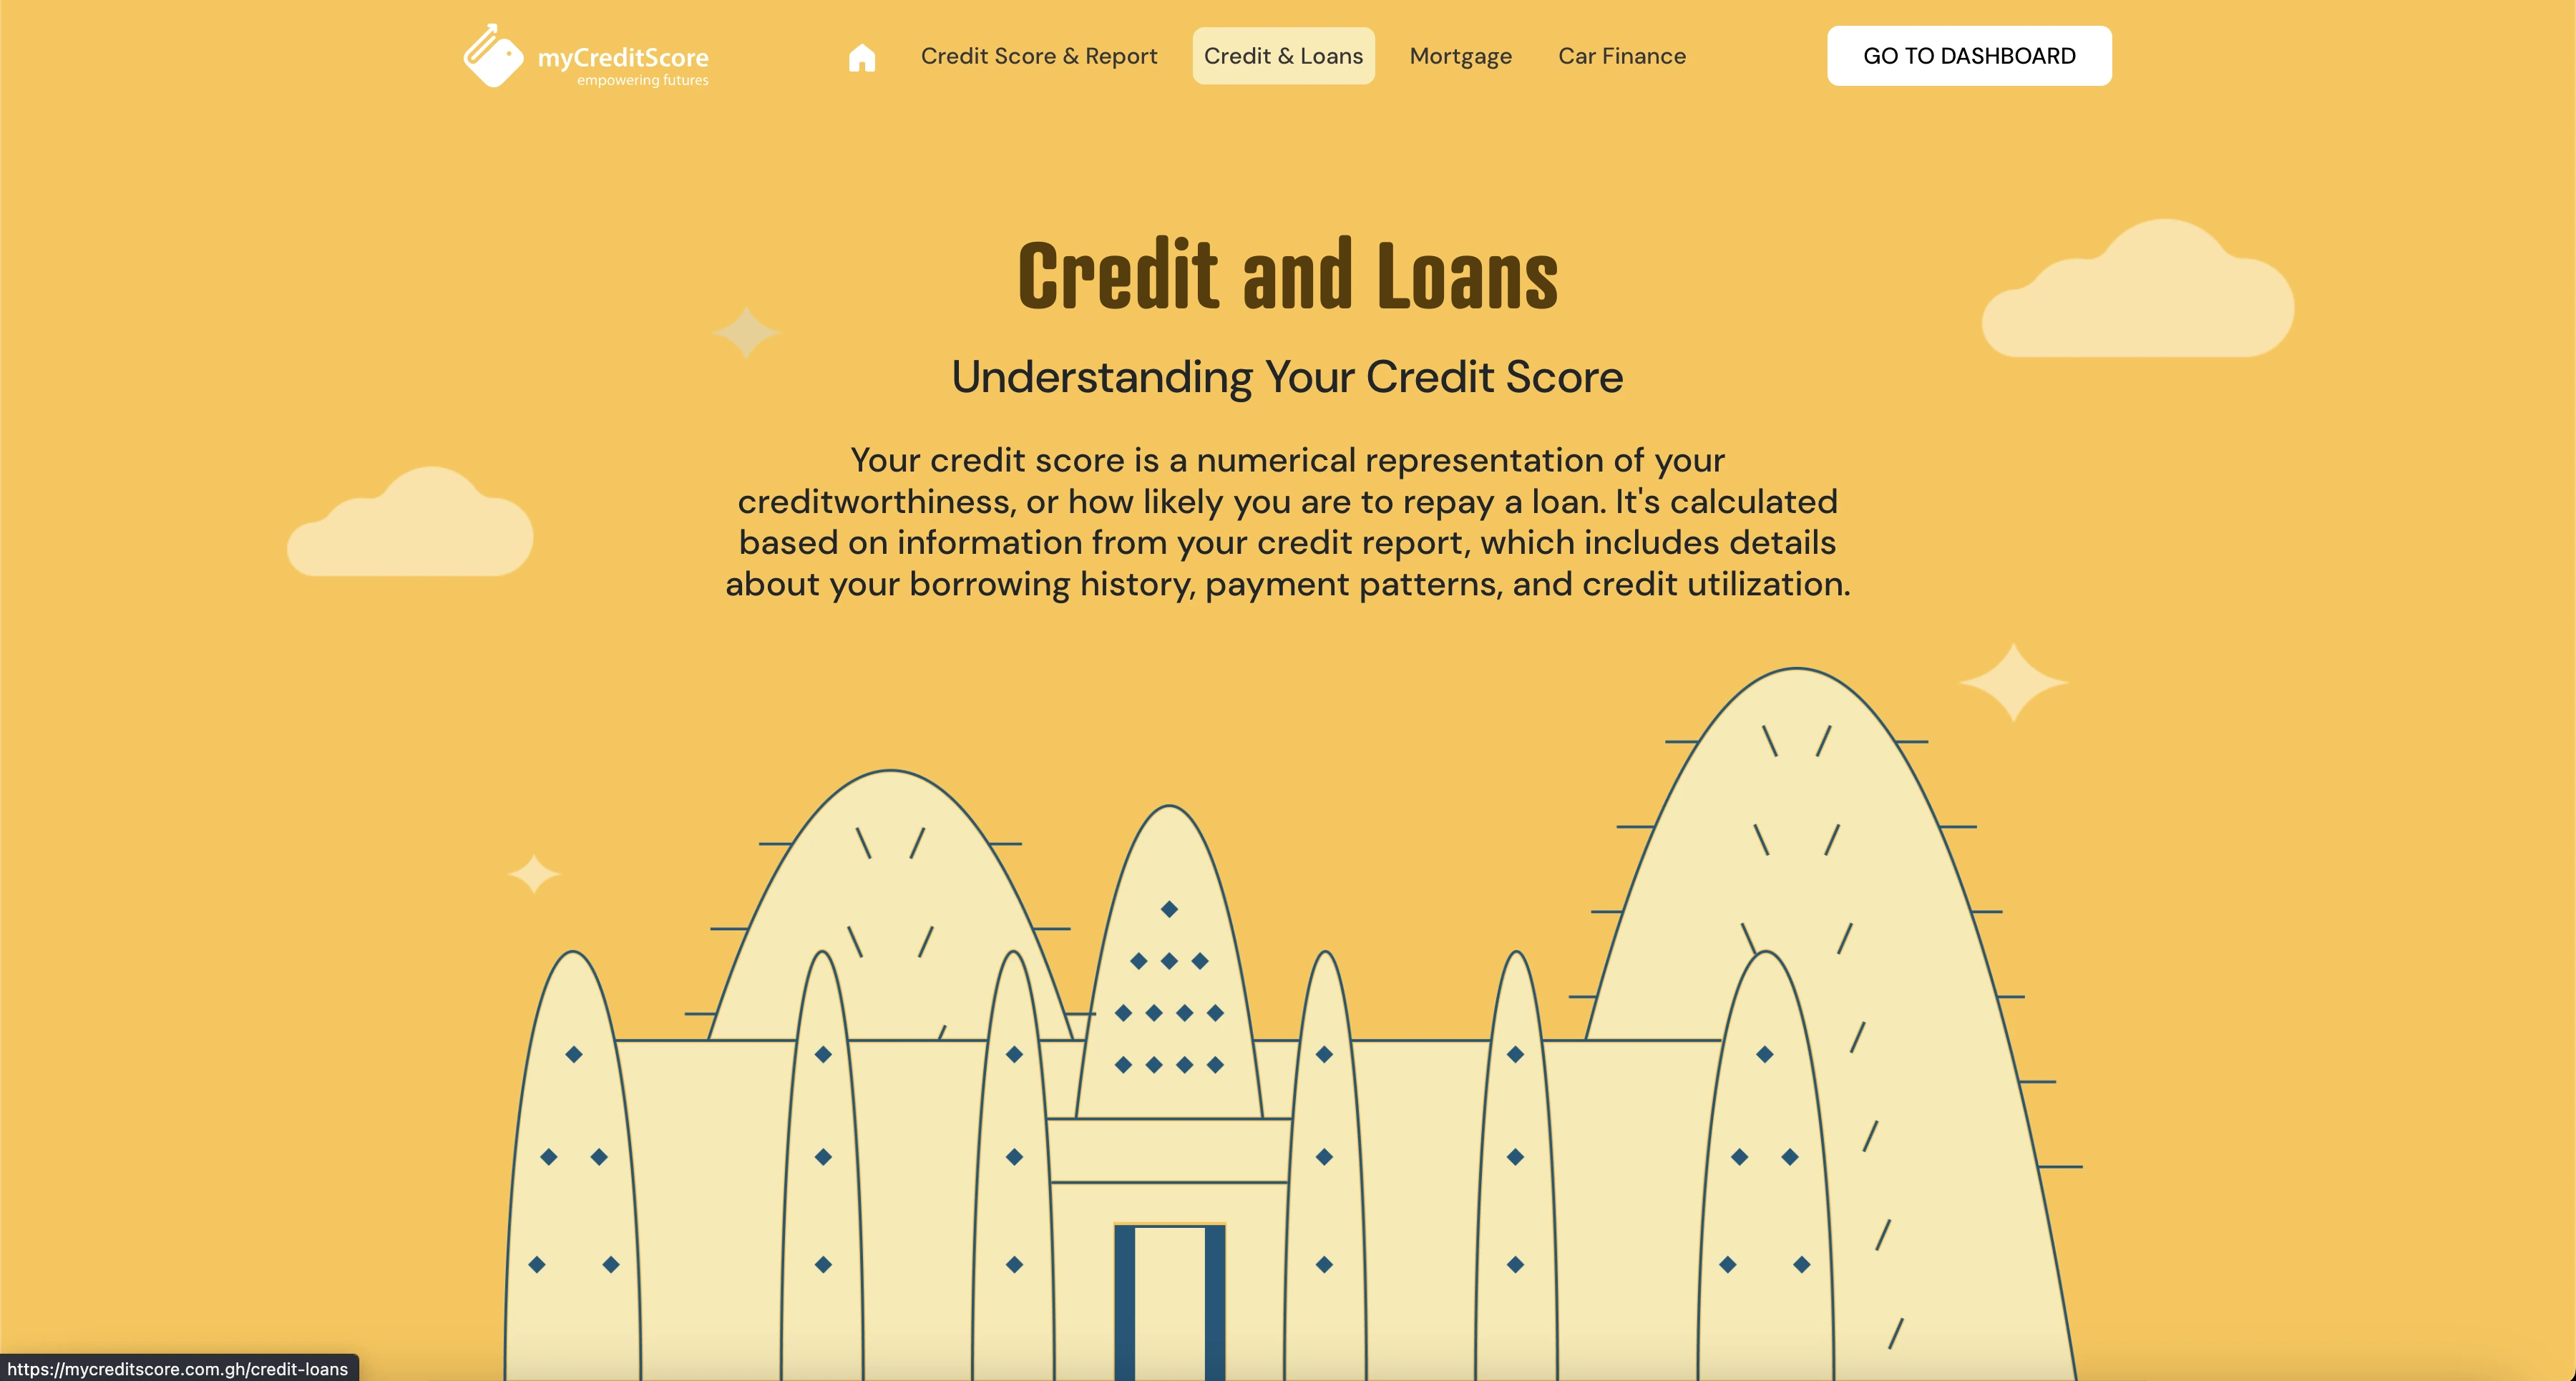 myCreditScore
empowering futures
Credit Score & Report
Credit & Loans
Mortgage
Car Finance
GO TO DASHBOARD
Credit and Loans
Understanding Your Credit Score
Your credit score is a numerical representation of your
creditworthiness, or how likely you are to repay a loan. It's calculated
based on information from your credit report, which includes details
about your borrowing history, payment patterns, and credit utilization.
https://mycreditscore.com.gh/credit-loans